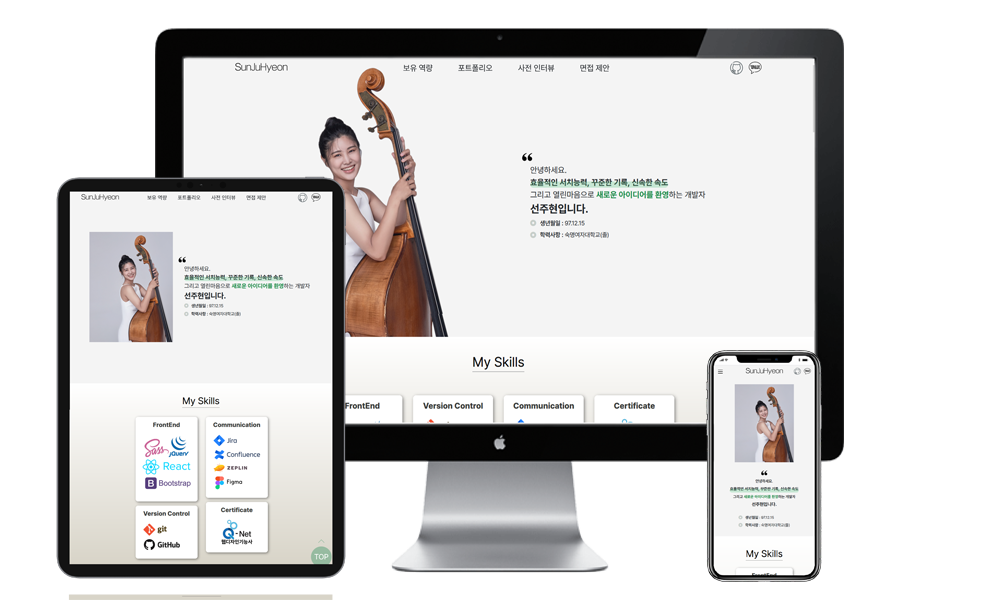 SunJuHyeon
보유 역량 포트폴리오 사전 인터뷰 면접 제안
안녕하세요.
효율적인 서치능력, 꾸준한 기록, 신속한 속도
그리고 열린마음으로 새로운 아이디어를 환영하는 개발자
선주현입니다.
생년월일 : 97.12.15
학력사항 : 숙명여자대학교(졸)
My Skills
FrontEnd
Version Control
Communication
Certificate
SunJuHyeon
보유 역량 포트폴리오 사전 인터뷰 면접 제안
안녕하세요.
효율적인 서치능력, 꾸준한 기록, 신속한 속도
그리고 열린마음으로 새로운 아이디어를 환영하는 개발자
선주현입니다.
생년월일 : 97.12.15
학력사항 : 숙명여자대학교(졸)
My Skills
FrontEnd
Sass
jQuery
React
B Bootstrap
Communication
Jira
Confluence
ZEPLIN
Figma
Version Control
git
GitHub
Certificate
Q-Net
웹디자인기능사
TOP
SunJuHyeon
안녕하세요.
효율적인 서치능력, 꾸준한 기록, 신속한 속도
그리고 열린마음으로 새로운 아이디어를 환영하는 개발자
선주현입니다.
생년월일 : 97.12.15
학력사항 : 숙명여자대학교(졸)
My Skills
FrontEnd